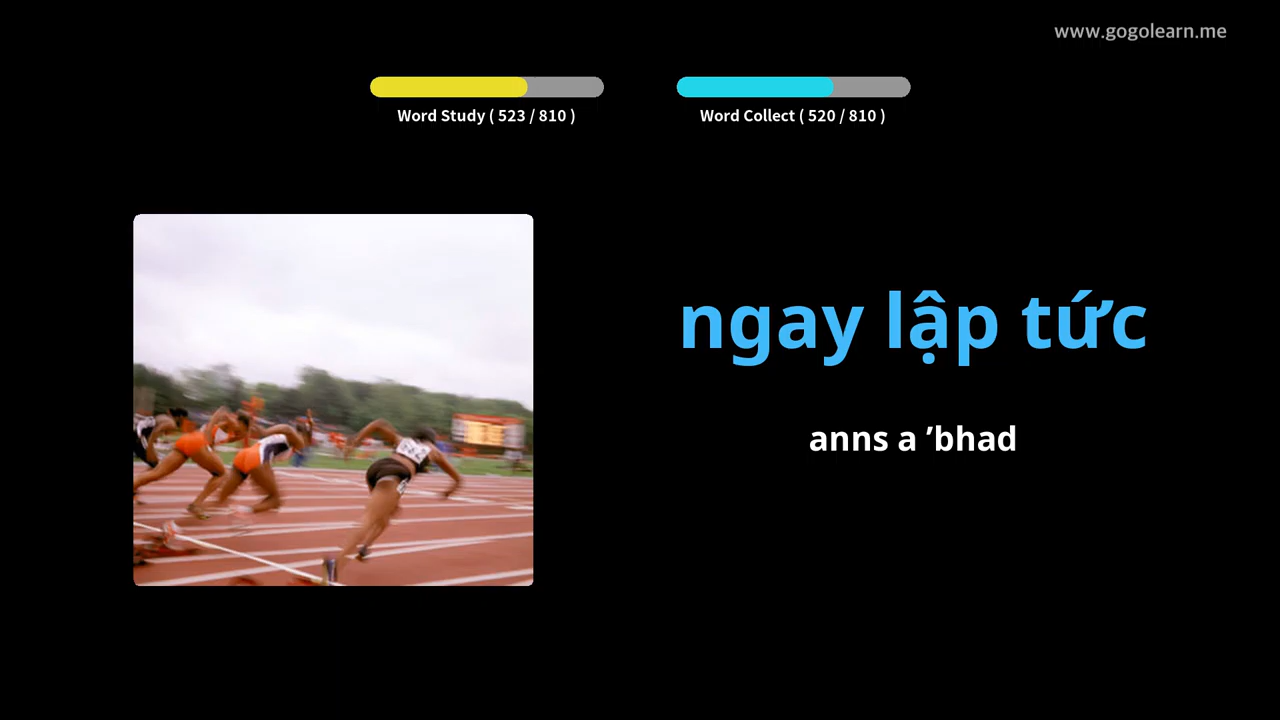 www.gogolearn.me
Word Study ( 523 / 810 )
Word Collect ( 520 / 810 )
ngay lập tức
anns a ’bhad